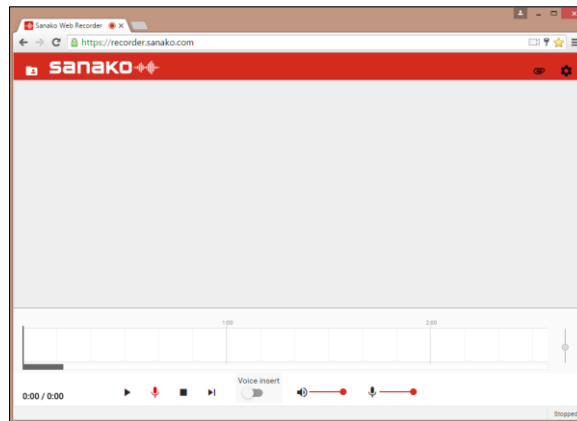 Sanako Web Recorder
https://recorder.sanako.com
sanako
1:00
2:00
Voice insert
0:00 / 0:00
Stopped